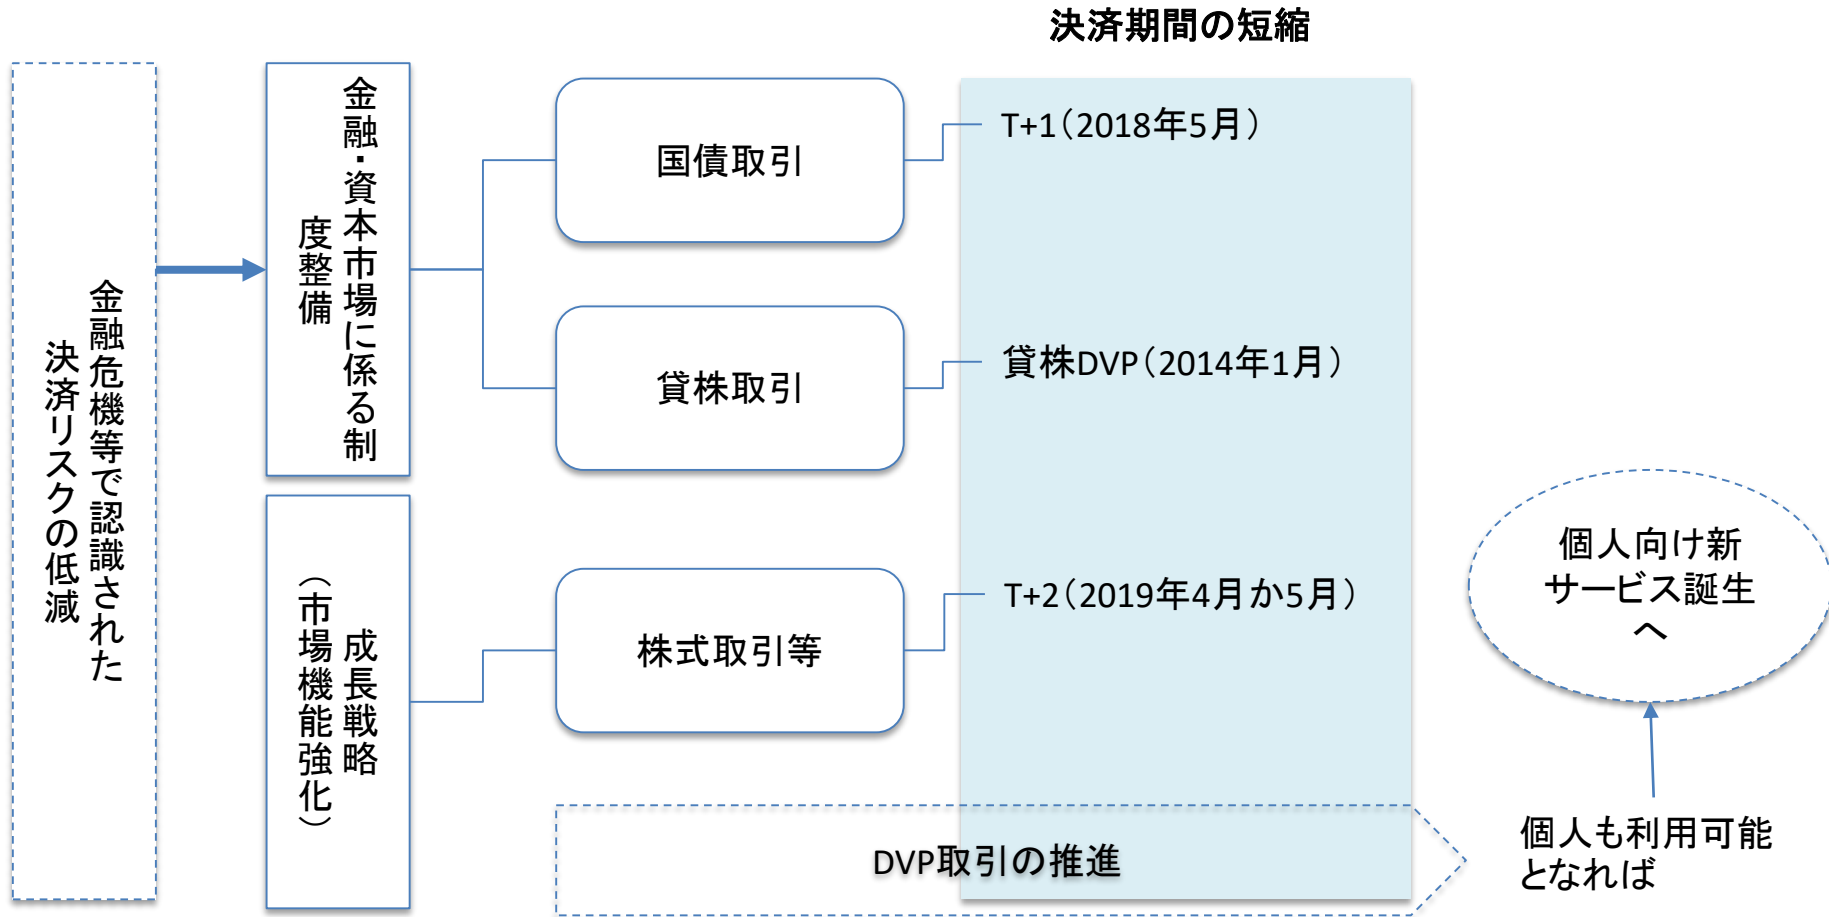 決済期間の短縮
金融危機等で認識された
決済リスクの低減
金融・資本市場に係る制
度整備
国債取引
T+1（2018年5月）
貸株取引
貸株DVP（2014年1月）
成長戦略
（市場機能強化）
株式取引等
T+2（2019年4月か5月）
DVP取引の推進
個人向け新
サービス誕生
へ
個人も利用可能
となれば